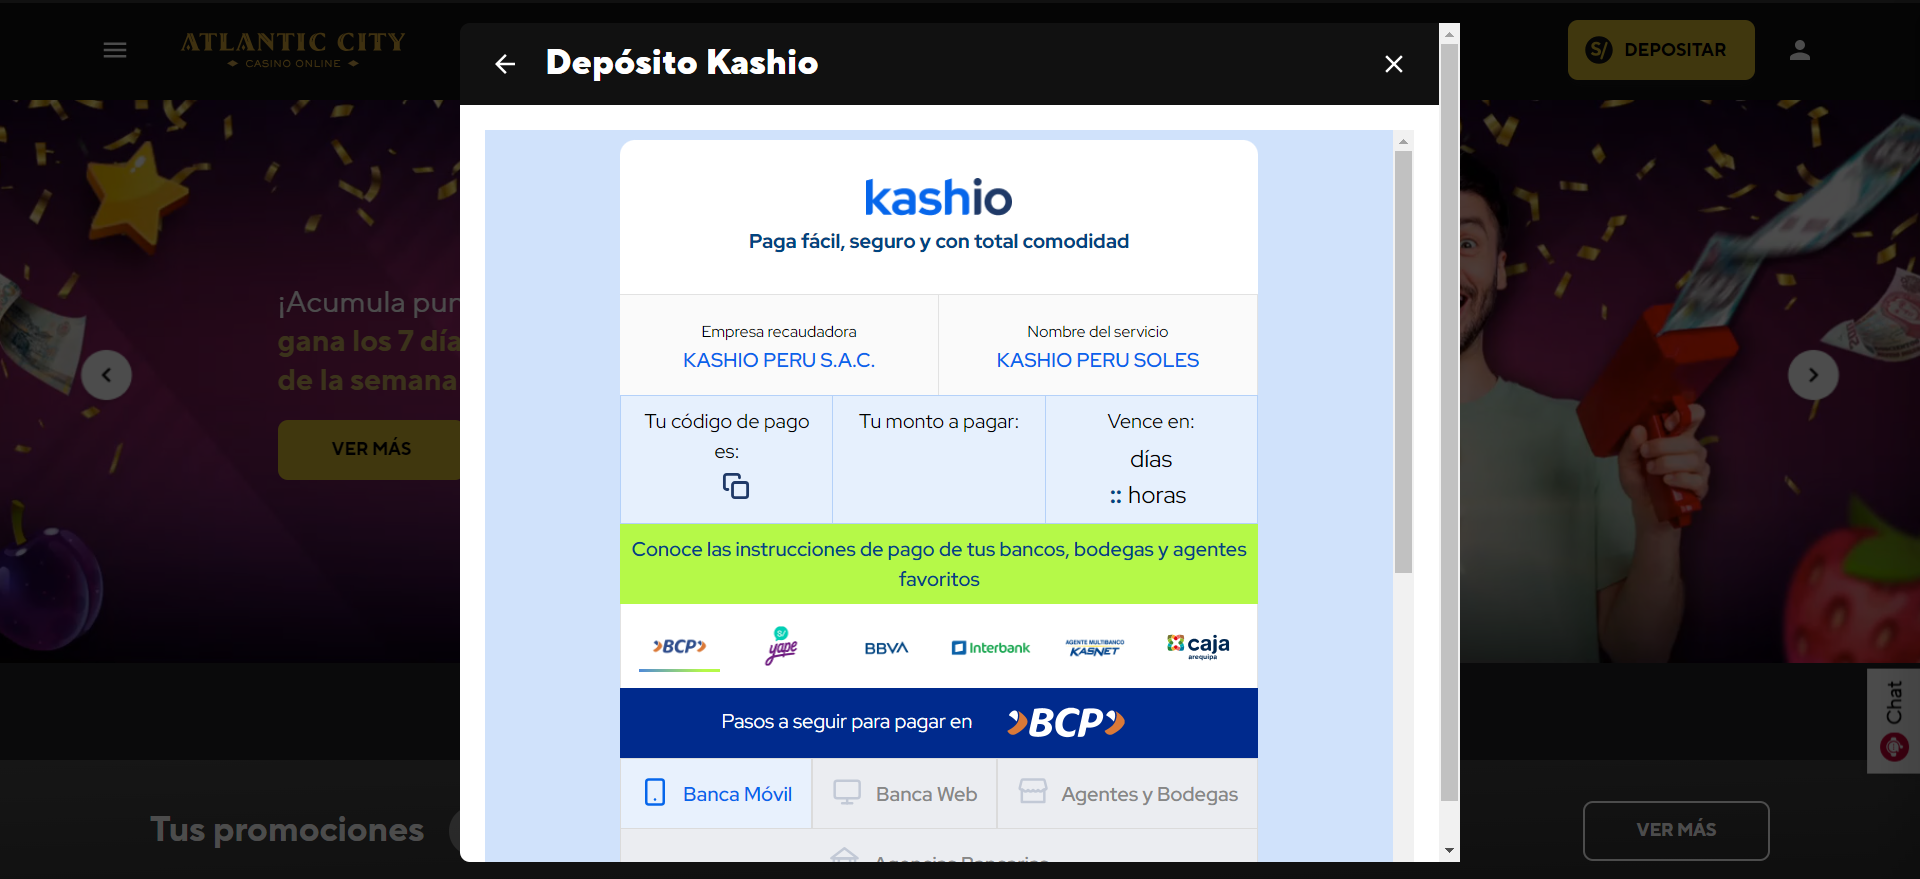 ATLANTIC CITY
CASINO ONLINE
Depósito Kashio
S/ DEPOSITAR
kashio
Paga fácil, seguro y con total comodidad
¡Acumula pun
gana los 7 día
de la semana
VER MÁS
Empresa recaudadora
KASHIO PERU S.A.C.
Nombre del servicio
KASHIO PERU SOLES
Tu código de pago
es:
Tu monto a pagar:
Vence en:
días
:: horas
Conoce las instrucciones de pago de tus bancos, bodegas y agentes
favoritos
BCP
S/ yape
BBVA
Interbank
AGENTE MULTIBANCO
KASNET
caja
arequipa
Pasos a seguir para pagar en BCP
Banca Móvil
Banca Web
Agentes y Bodegas
Agencias Bancarias
Chat
Tus promociones
VER MÁS